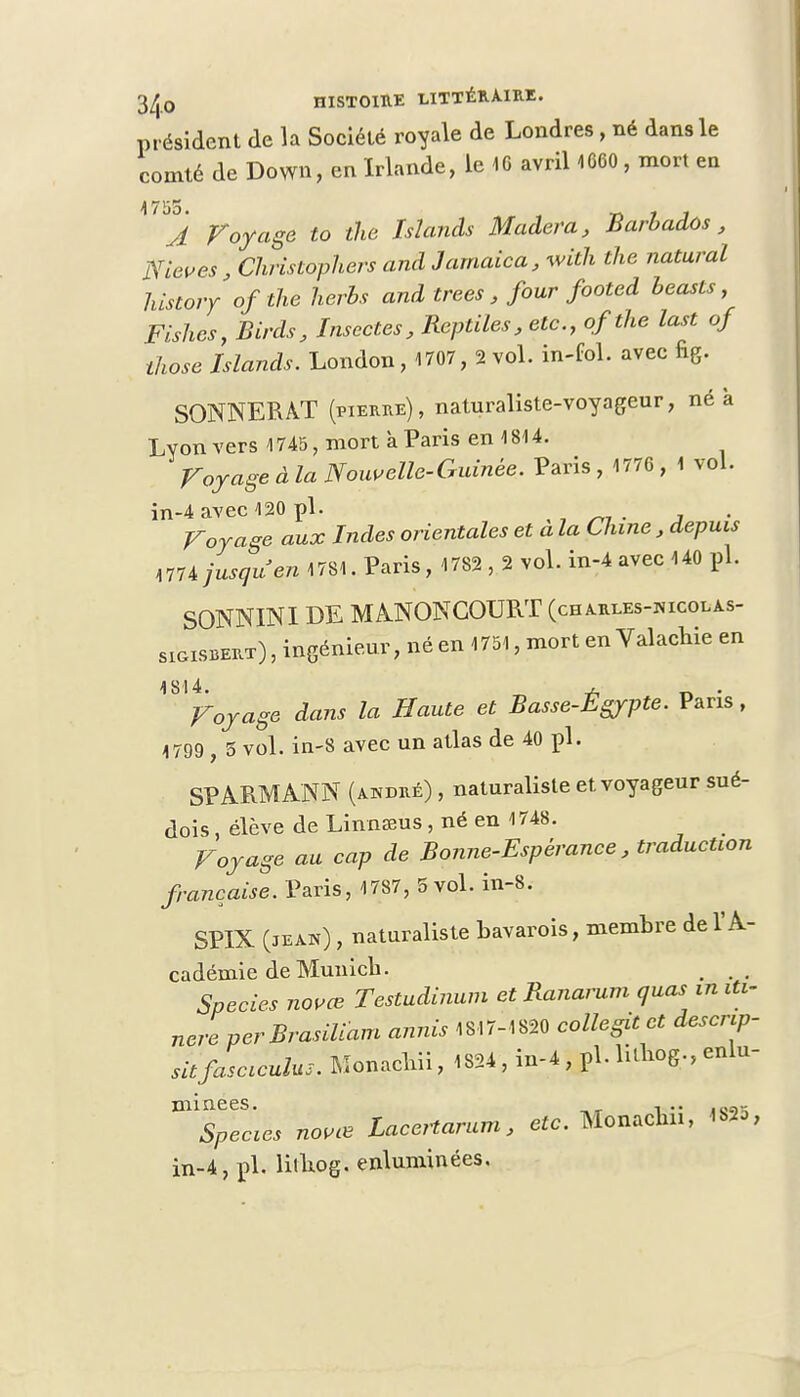 340 HISTOIRE LITTÉRAIRE.
président de la Société royale de Londres, né dans le
comté de Down, en Irlande, le 16 avril 1660, mort en
1755.
A Voyage to the Islands Madera, Barbados,
Nieves, Christophers and Jamaica, with the natural
history of the herbs and trees, four footed beasts,
Fishes, Birds, Insectes, Reptiles, etc., of the last of
those Islands. London, 1707, 2 vol. in-fol. avec fig.
SONNERAT (PIERRE), naturaliste-voyageur, né à
Lyon vers 1745, mort à Paris en 1814.
Voyage à la Nouvelle-Guinée. Paris, 1776, 1 vol.
in-4 avec 120 pl.
Voyage aux Indes orientales et à la Chine, depuis
1774 jusqu'en 1781. Paris, 1782, 2 vol. in-4 avec 140 pl.
SONNINI DE MANONCOURT (CHARLES-NICOLAS-
SIGISBERT), ingénieur, né en 1751, mort en Valachie en
1814.
Voyage dans la Haute et Basse-Égypte. Paris,
1799, 3 vol. in-8 avec un atlas de 40 pl.
SPARMANN (ANDRÉ), naturaliste et voyageur sué-
dois, élève de Linnæus, né en 1748.
Voyage au cap de Bonne-Espérance, traduction
française. Paris, 1787, 3 vol. in-8.
SPIX (JEAN), naturaliste bavarois, membre de l'A-
cadémie de Munich.
Species novæ Testudinum et Ranarum quas in iti-
nere per Brasiliam annis 1817-1820 collegit et descrip-
sit fasciculus. Monachii, 1824, in-4, pl. lithog., enlu-
minées.
Species novæ Lacertarum, etc. Monachii, 1825,
in-4, pl. lithog. enluminées.